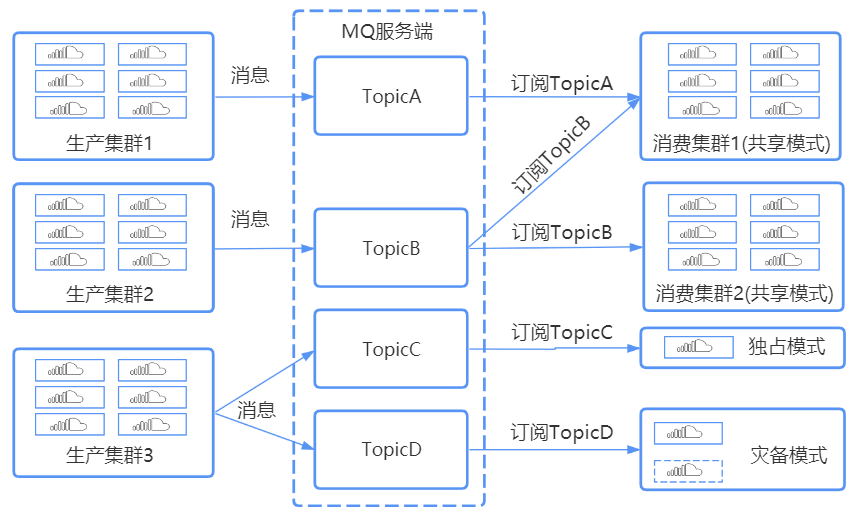 MQ服务端
生产集群1
消息
TopicA
订阅TopicA
消费集群1(共享模式)
订阅TopicB
生产集群2
消息
TopicB
订阅TopicB
消费集群2(共享模式)
TopicC
订阅TopicC
独占模式
生产集群3
消息
TopicD
订阅TopicD
灾备模式